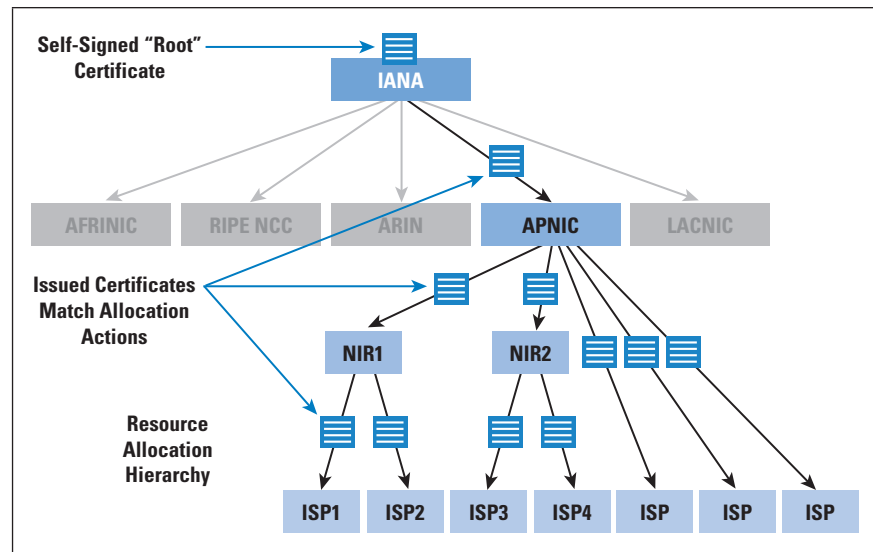 Self-Signed “Root”
Certificate
IANA
AFRINIC
RIPE NCC
ARIN
APNIC
LACNIC
Issued Certificates
Match Allocation
Actions
NIR1
NIR2
Resource
Allocation
Hierarchy
ISP1
ISP2
ISP3
ISP4
ISP
ISP
ISP